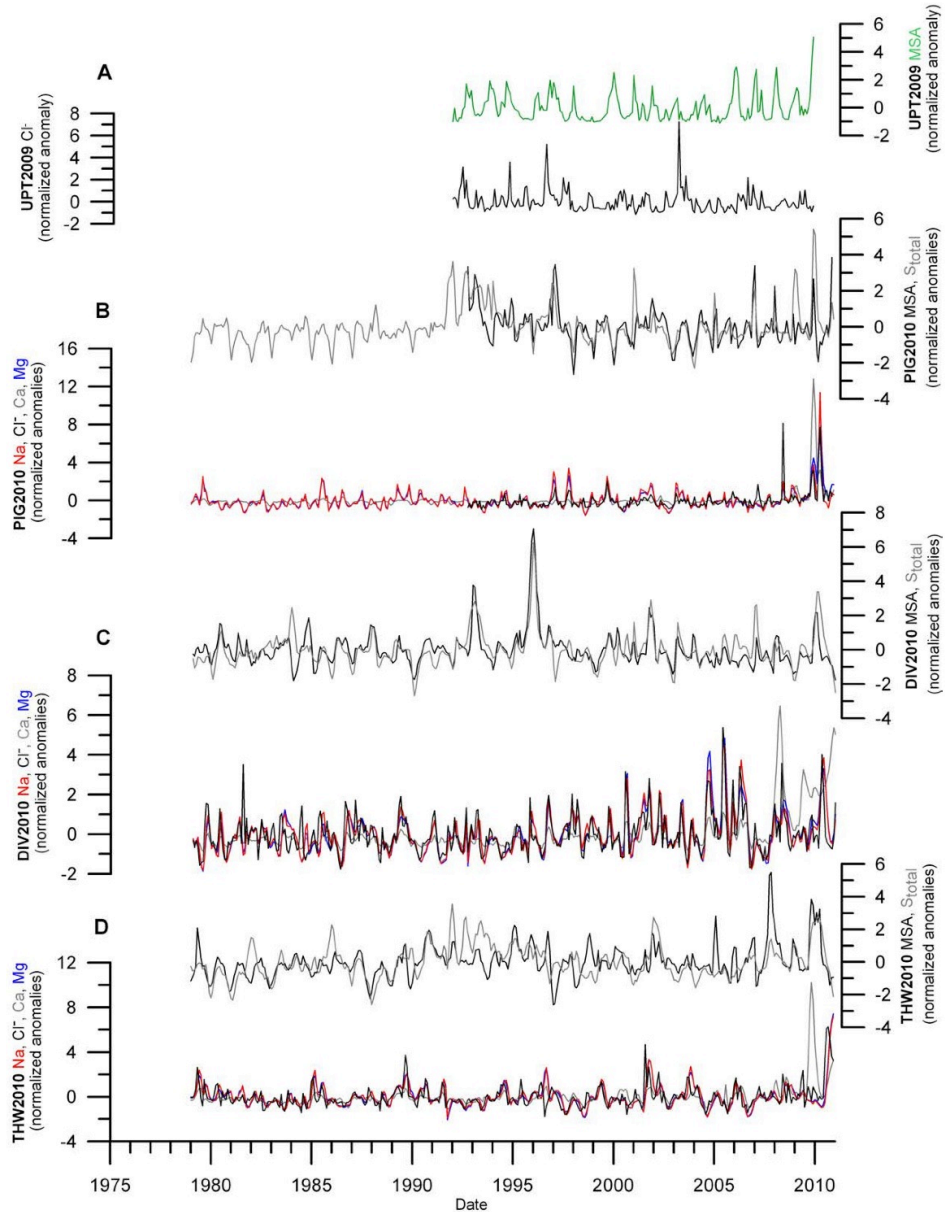 A
UPT2009 MSA
(normalized anomaly)
6
4
2
0
-2
UPT2009 Cl-
(normalized anomaly)
8
6
4
2
0
-2
B
PIG2010 MSA, Stotal
(normalized anomalies)
6
4
2
0
-2
-4
PIG2010 Na, Cl-, Ca, Mg
(normalized anomalies)
16
12
8
4
0
-4
C
DIV2010 MSA, Stotal
(normalized anomalies)
8
6
4
2
0
-2
-4
DIV2010 Na, Cl-, Ca, Mg
(normalized anomalies)
8
6
4
2
0
-2
D
THW2010 MSA, Stotal
(normalized anomalies)
6
4
2
0
-2
-4
THW2010 Na, Cl-, Ca, Mg
(normalized anomalies)
12
8
4
0
-4
1975 1980 1985 1990 1995 2000 2005 2010
Date